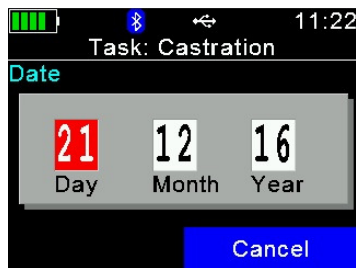 11:22
Task: Castration
Date
21 12 16
Day Month Year
Cancel